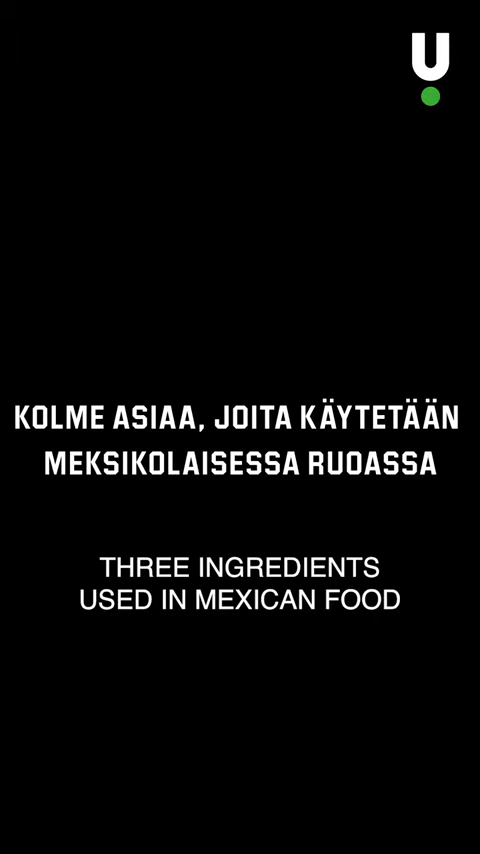 U
KOLME ASIAA, JOITA KÄYTETÄÄN
MEKSIKOLAISESSA RUOASSA
THREE INGREDIENTS
USED IN MEXICAN FOOD